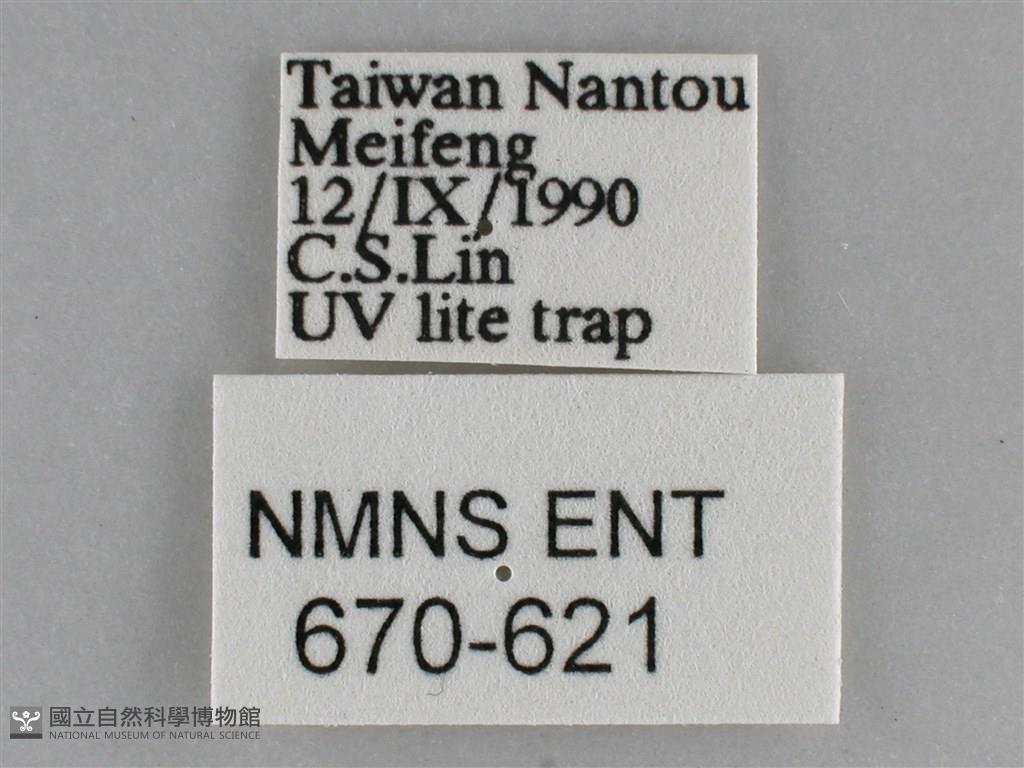 Taiwan Nantou
Meifeng
12/IX/1990
C.S.Lin
UV lite trap
NMNS ENT
670-621
國立自然科學博物館
NATIONAL MUSEUM OF NATURAL SCIENCE